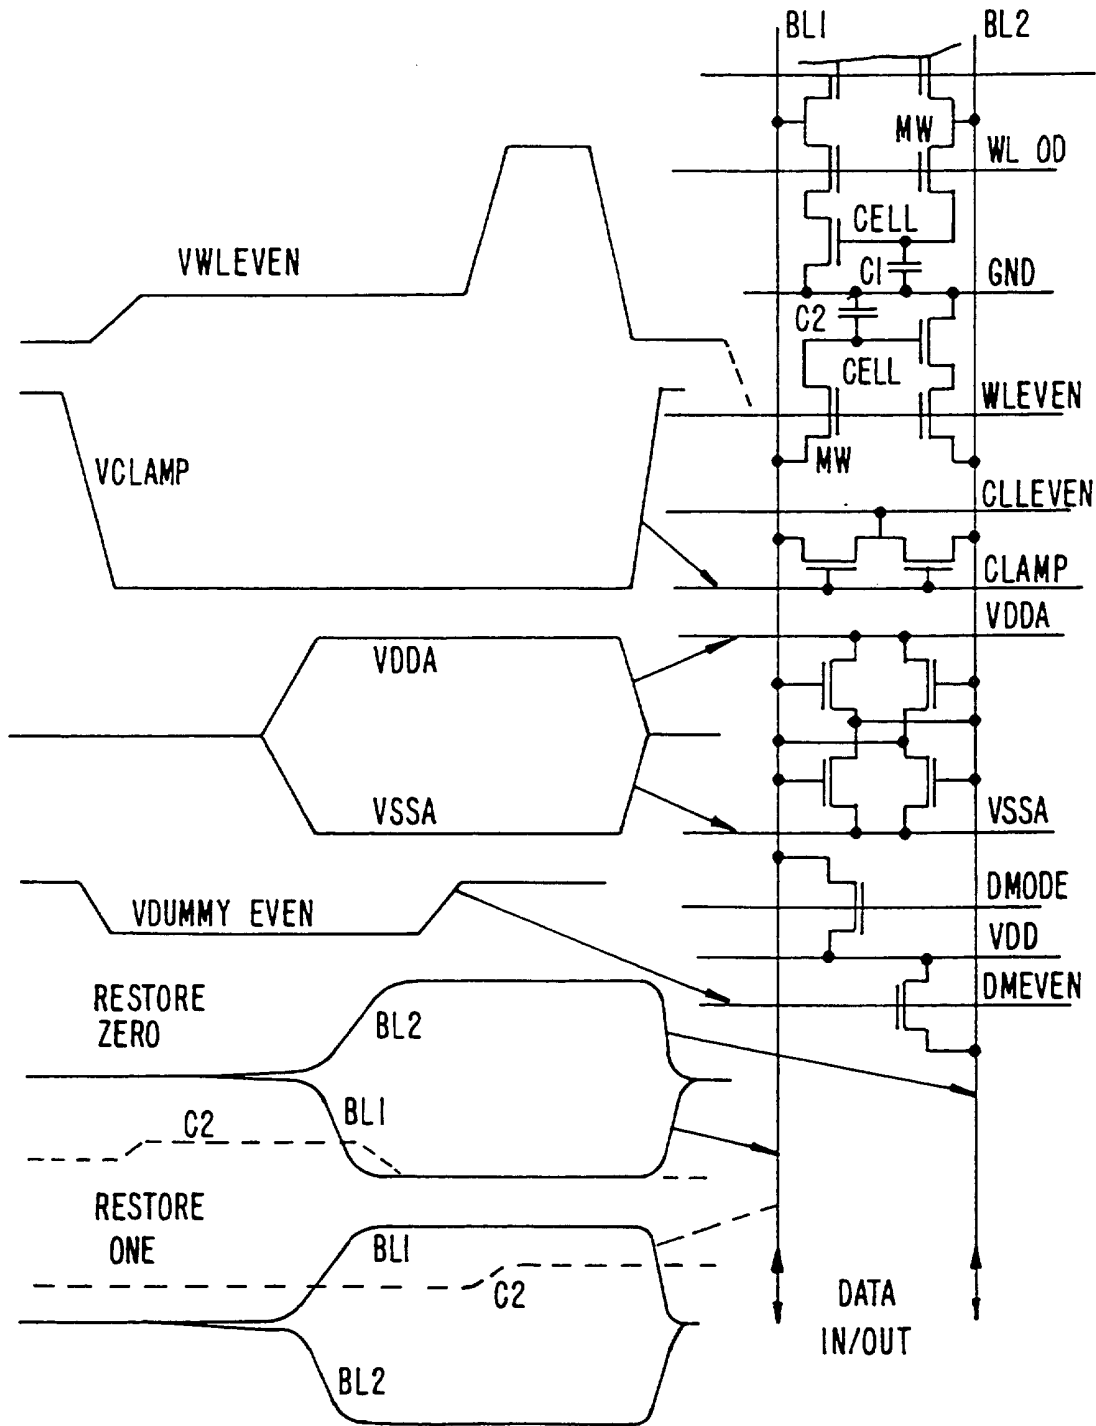 BL1
BL2
MW
WL OD
CELL
VWLEVEN
C1
GND
C2
CELL
WLEVEN
VCLAMP
MW
CLLEVEN
CLAMP
VDDA
VDDA
VSSA
VSSA
DMODE
VDUMMY EVEN
VDD
RESTORE
ZERO
DMEVEN
BL2
BL1
C2
RESTORE
ONE
BL1
C2
DATA
IN/OUT
BL2